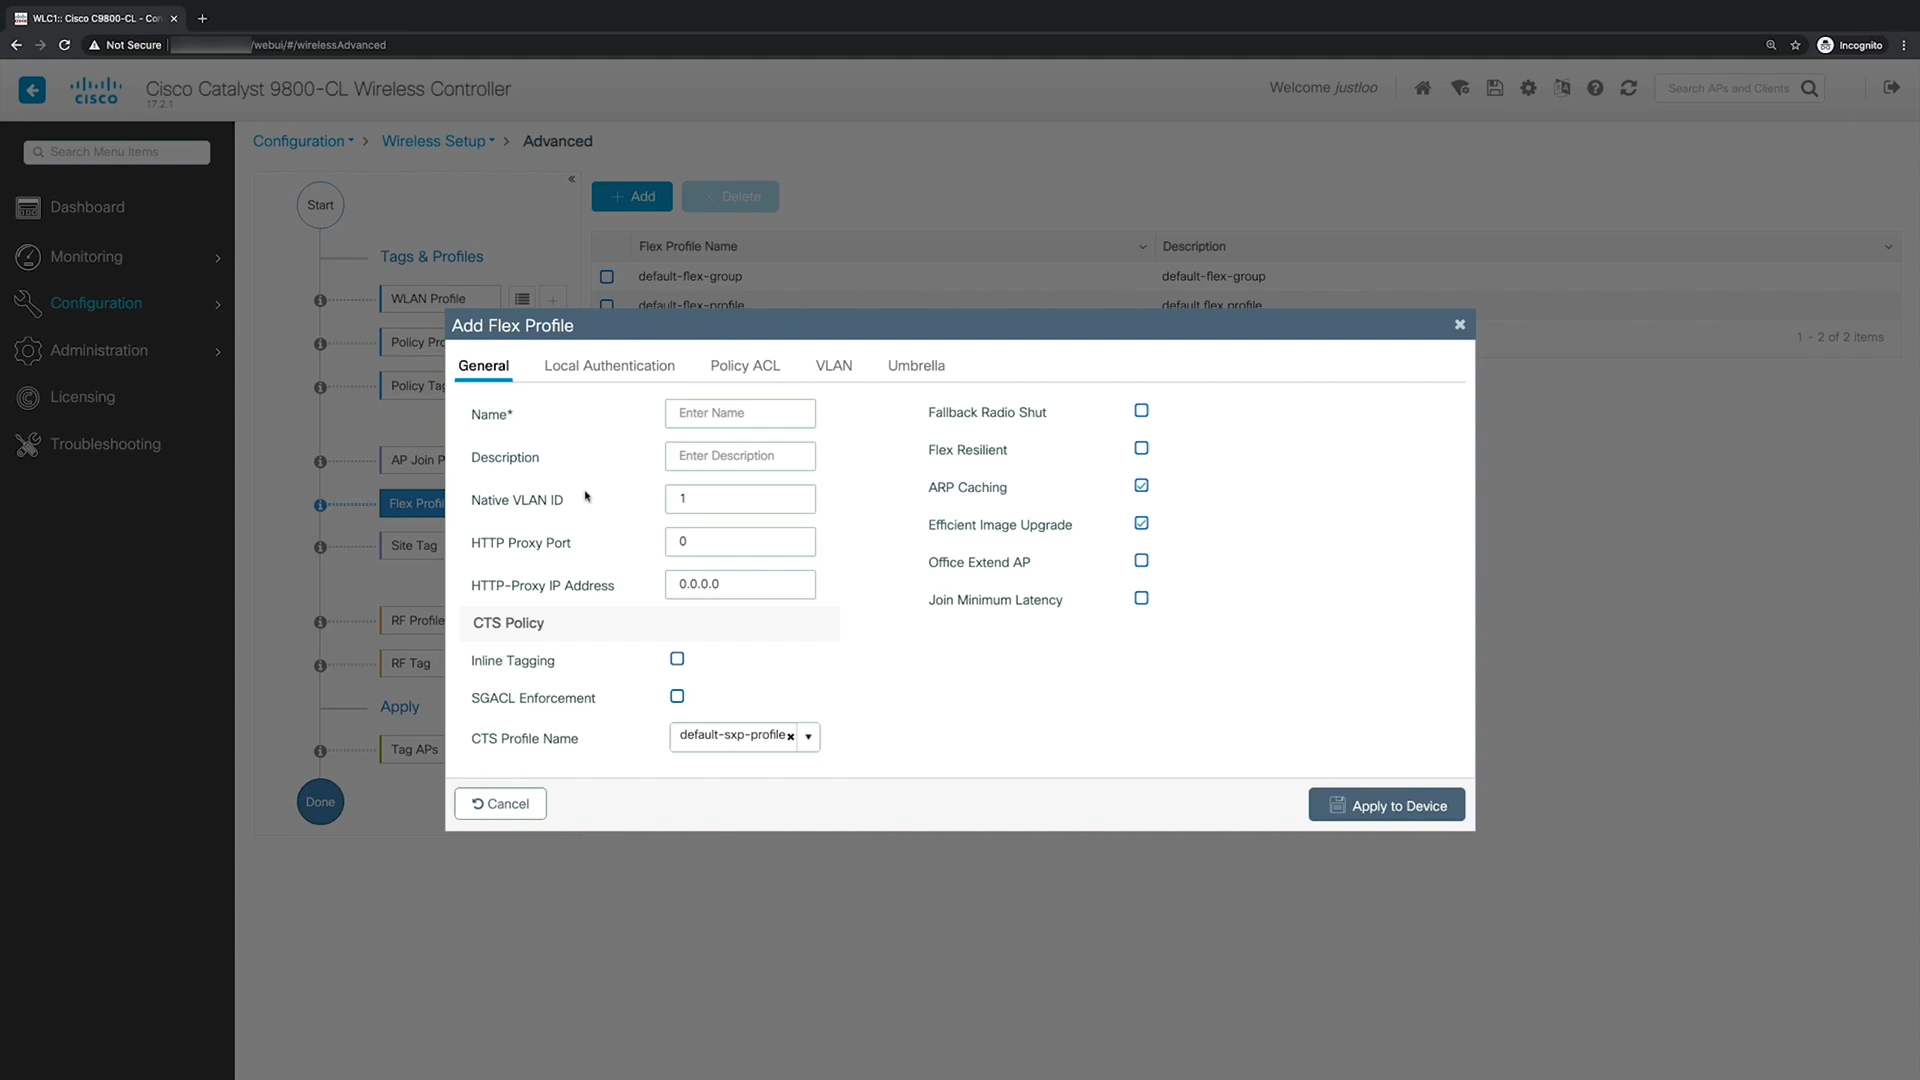 WLC1:: Cisco C9800-CL - Con
Not Secure
/webui/#/wirelessAdvanced
Incognito
CISCO
Cisco Catalyst 9800-CL Wireless Controller
17.2.1
Welcome justloo
Search APs and Clients
Search Menu Items
Dashboard
Monitoring
Configuration
Administration
Licensing
Troubleshooting
Configuration > Wireless Setup > Advanced
Start
Tags & Profiles
WLAN Profile
Policy Pro
Policy Tag
AP Join P
Flex Profil
Site Tag
RF Profile
RF Tag
Apply
Tag APs
Done
+ Add
× Delete
Flex Profile Name
Description
default-flex-group
default-flex-group
default-flex-profile
default flex profile
1 - 2 of 2 items
Add Flex Profile
General
Local Authentication
Policy ACL
VLAN
Umbrella
Name*
Enter Name
Description
Enter Description
Native VLAN ID
1
HTTP Proxy Port
0
HTTP-Proxy IP Address
0.0.0.0
CTS Policy
Inline Tagging
SGACL Enforcement
CTS Profile Name
default-sxp-profile
Fallback Radio Shut
Flex Resilient
ARP Caching
Efficient Image Upgrade
Office Extend AP
Join Minimum Latency
Cancel
Apply to Device